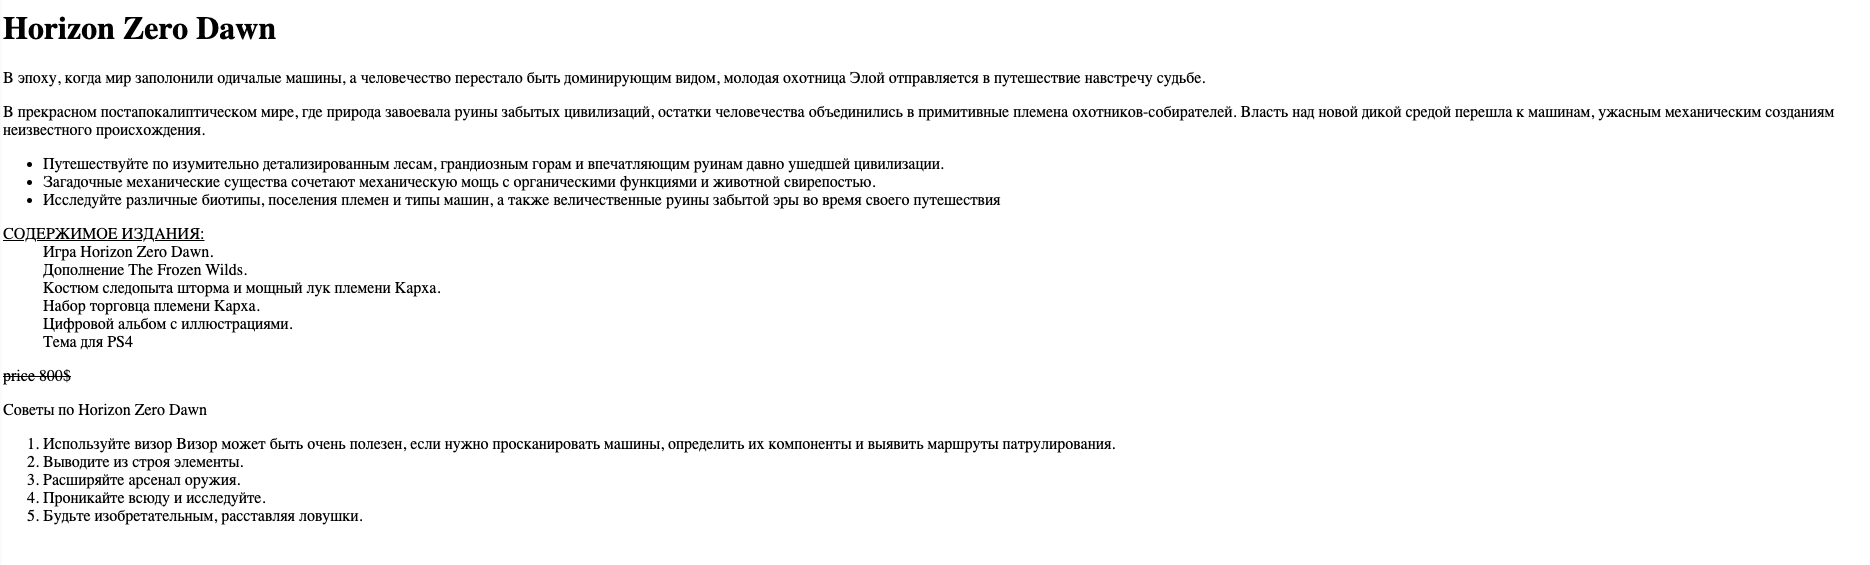 Horizon Zero Dawn
В эпоху, когда мир заполонили одичалые машины, а человечество перестало быть доминирующим видом, молодая охотница Элой отправляется в путешествие навстречу судьбе.
В прекрасном постапокалиптическом мире, где природа завоевала руины забытых цивилизаций, остатки человечества объединились в примитивные племена охотников-собирателей. Власть над новой дикой средой перешла к машинам, ужасным механическим созданиям
неизвестного происхождения.
• Путешествуйте по изумительно детализированным лесам, грандиозным горам и впечатляющим руинам давно ушедшей цивилизации.
• Загадочные механические существа сочетают механическую мощь с органическими функциями и животной свирепостью.
• Исследуйте различные биотипы, поселения племен и типы машин, а также величественные руины забытой эры во время своего путешествия
СОДЕРЖИМОЕ ИЗДАНИЯ:
Игра Horizon Zero Dawn.
Дополнение The Frozen Wilds.
Костюм следопыта шторма и мощный лук племени Карха.
Набор торговца племени Карха.
Цифровой альбом с иллюстрациями.
Тема для PS4
price 800$
Советы по Horizon Zero Dawn
1. Используйте визор Визор может быть очень полезен, если нужно просканировать машины, определить их компоненты и выявить маршруты патрулирования.
2. Выводите из строя элементы.
3. Расширяйте арсенал оружия.
4. Проникайте всюду и исследуйте.
5. Будьте изобретательным, расставляя ловушки.